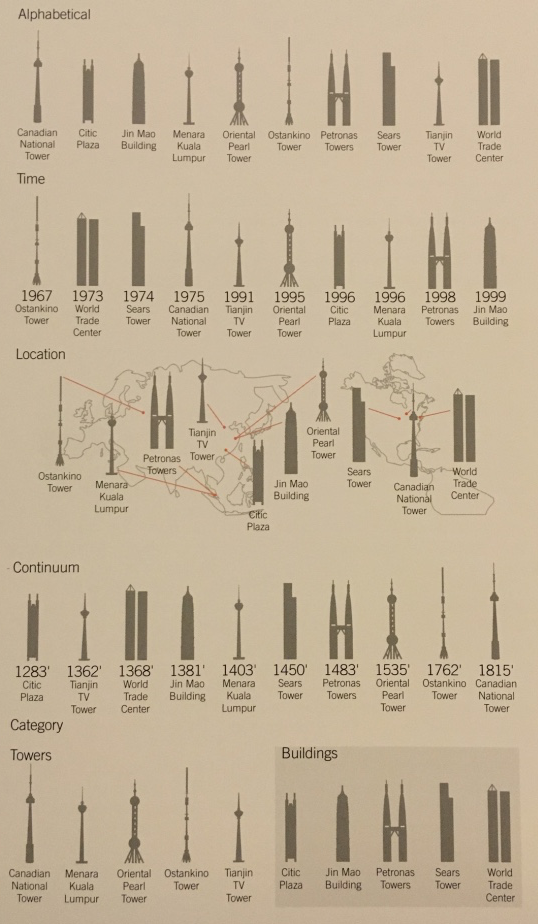 Alphabetical
Canadian National Tower
Citic Plaza
Jin Mao Building
Menara Kuala Lumpur
Oriental Pearl Tower
Ostankino Tower
Petronas Towers
Sears Tower
Tianjin TV Tower
World Trade Center
Time
1967 Ostankino Tower
1973 World Trade Center
1974 Sears Tower
1975 Canadian National Tower
1991 Tianjin TV Tower
1995 Oriental Pearl Tower
1996 Citic Plaza
1996 Menara Kuala Lumpur
1998 Petronas Towers
1999 Jin Mao Building
Location
Ostankino Tower
Menara Kuala Lumpur
Petronas Towers
Tianjin TV Tower
Citic Plaza
Jin Mao Building
Oriental Pearl Tower
Sears Tower
Canadian National Tower
World Trade Center
Continuum
1283' Citic Plaza
1362' Tianjin TV Tower
1368' World Trade Center
1381' Jin Mao Building
1403' Menara Kuala Lumpur
1450' Sears Tower
1483' Petronas Towers
1535' Oriental Pearl Tower
1762' Ostankino Tower
1815' Canadian National Tower
Category
Towers
Canadian National Tower
Menara Kuala Lumpur
Oriental Pearl Tower
Ostankino Tower
Tianjin TV Tower
Buildings
Citic Plaza
Jin Mao Building
Petronas Towers
Sears Tower
World Trade Center